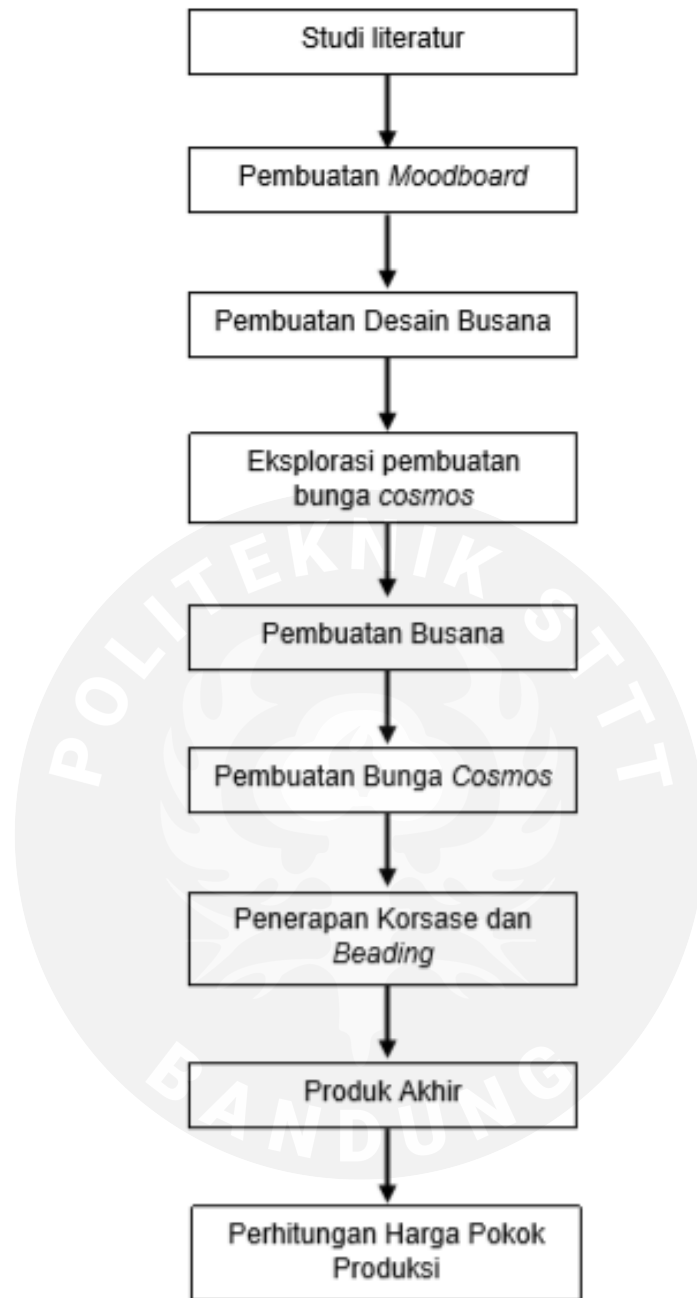 Studi literatur
Pembuatan Moodboard
Pembuatan Desain Busana
Eksplorasi pembuatan
bunga cosmos
Pembuatan Busana
Pembuatan Bunga Cosmos
Penerapan Korsase dan
Beading
Produk Akhir
Perhitungan Harga Pokok
Produksi
POLITEKNIK STTT
BANDUNG